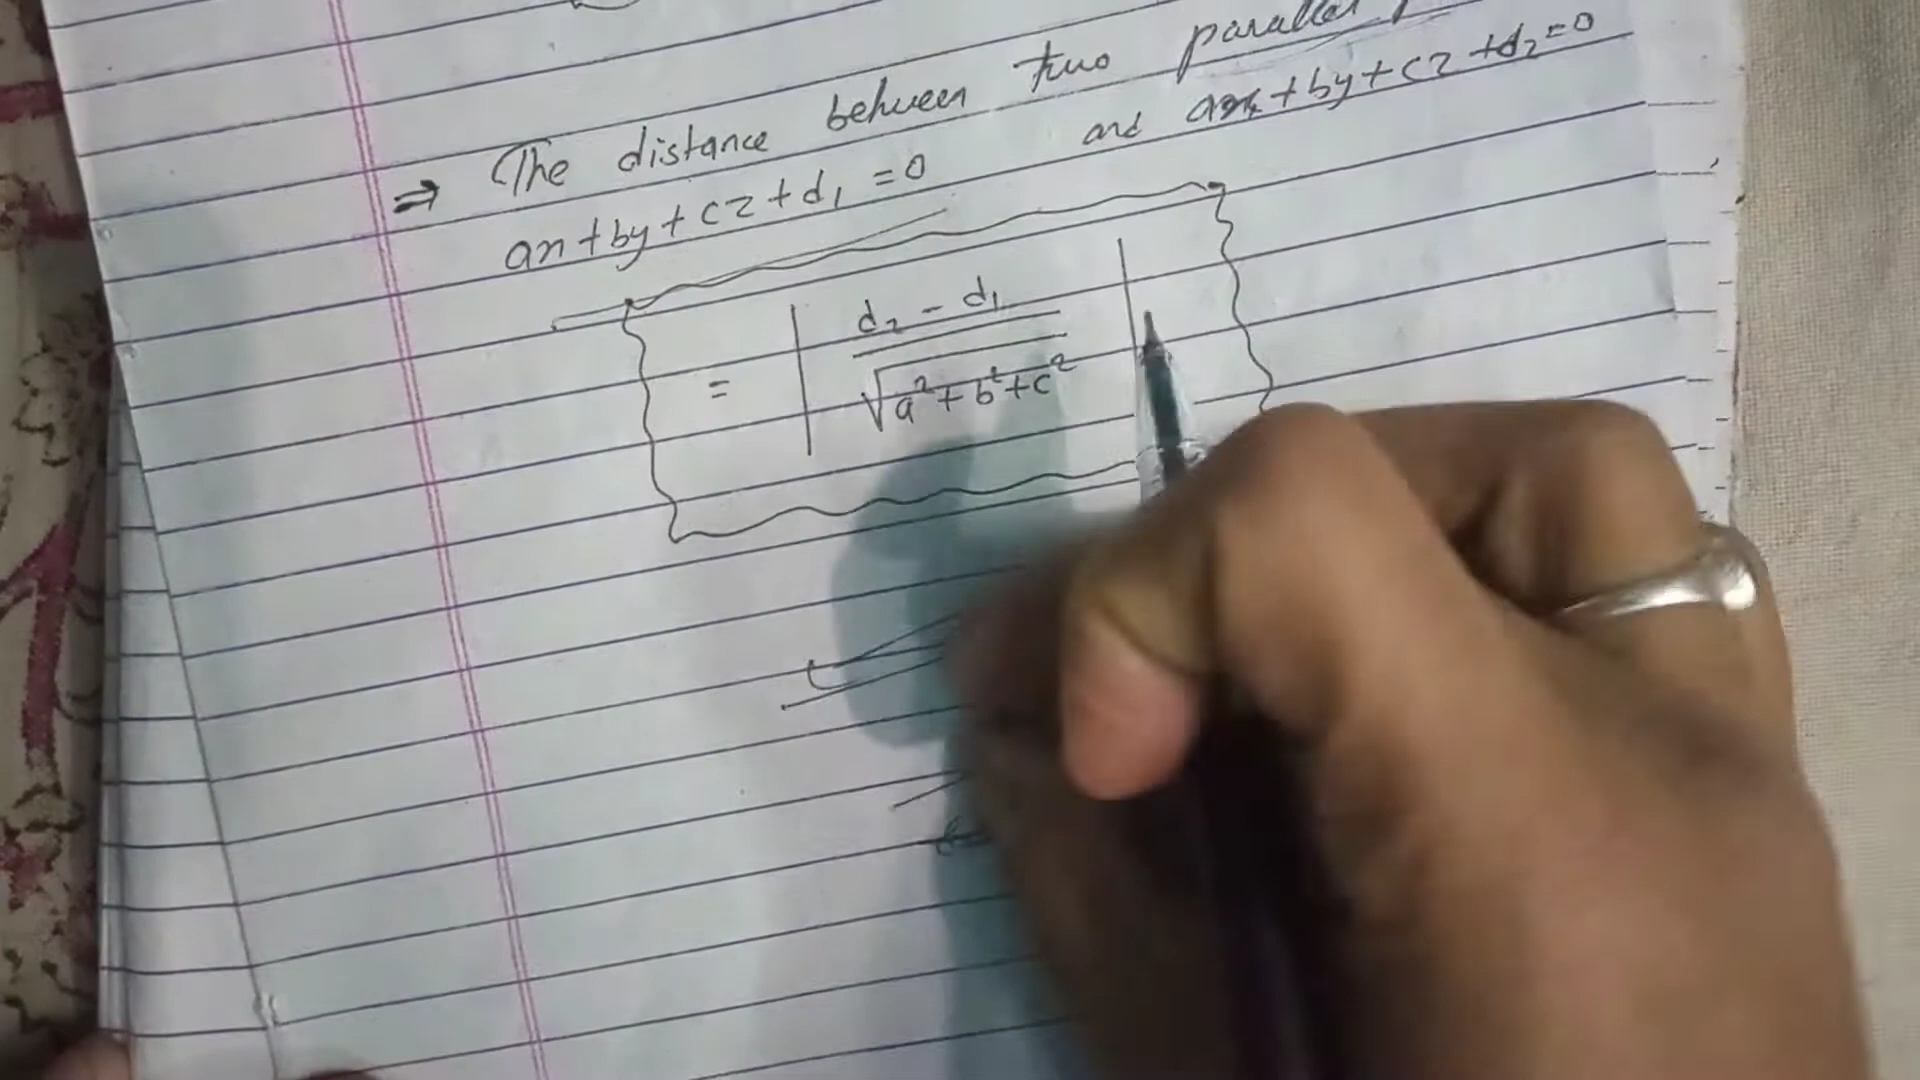 ⇒ The distance between two parallel
ax+by+cz+d₁ =0 and ax+by+cz+d₂=0
= | d₂ - d₁ / √a²+b²+c² |